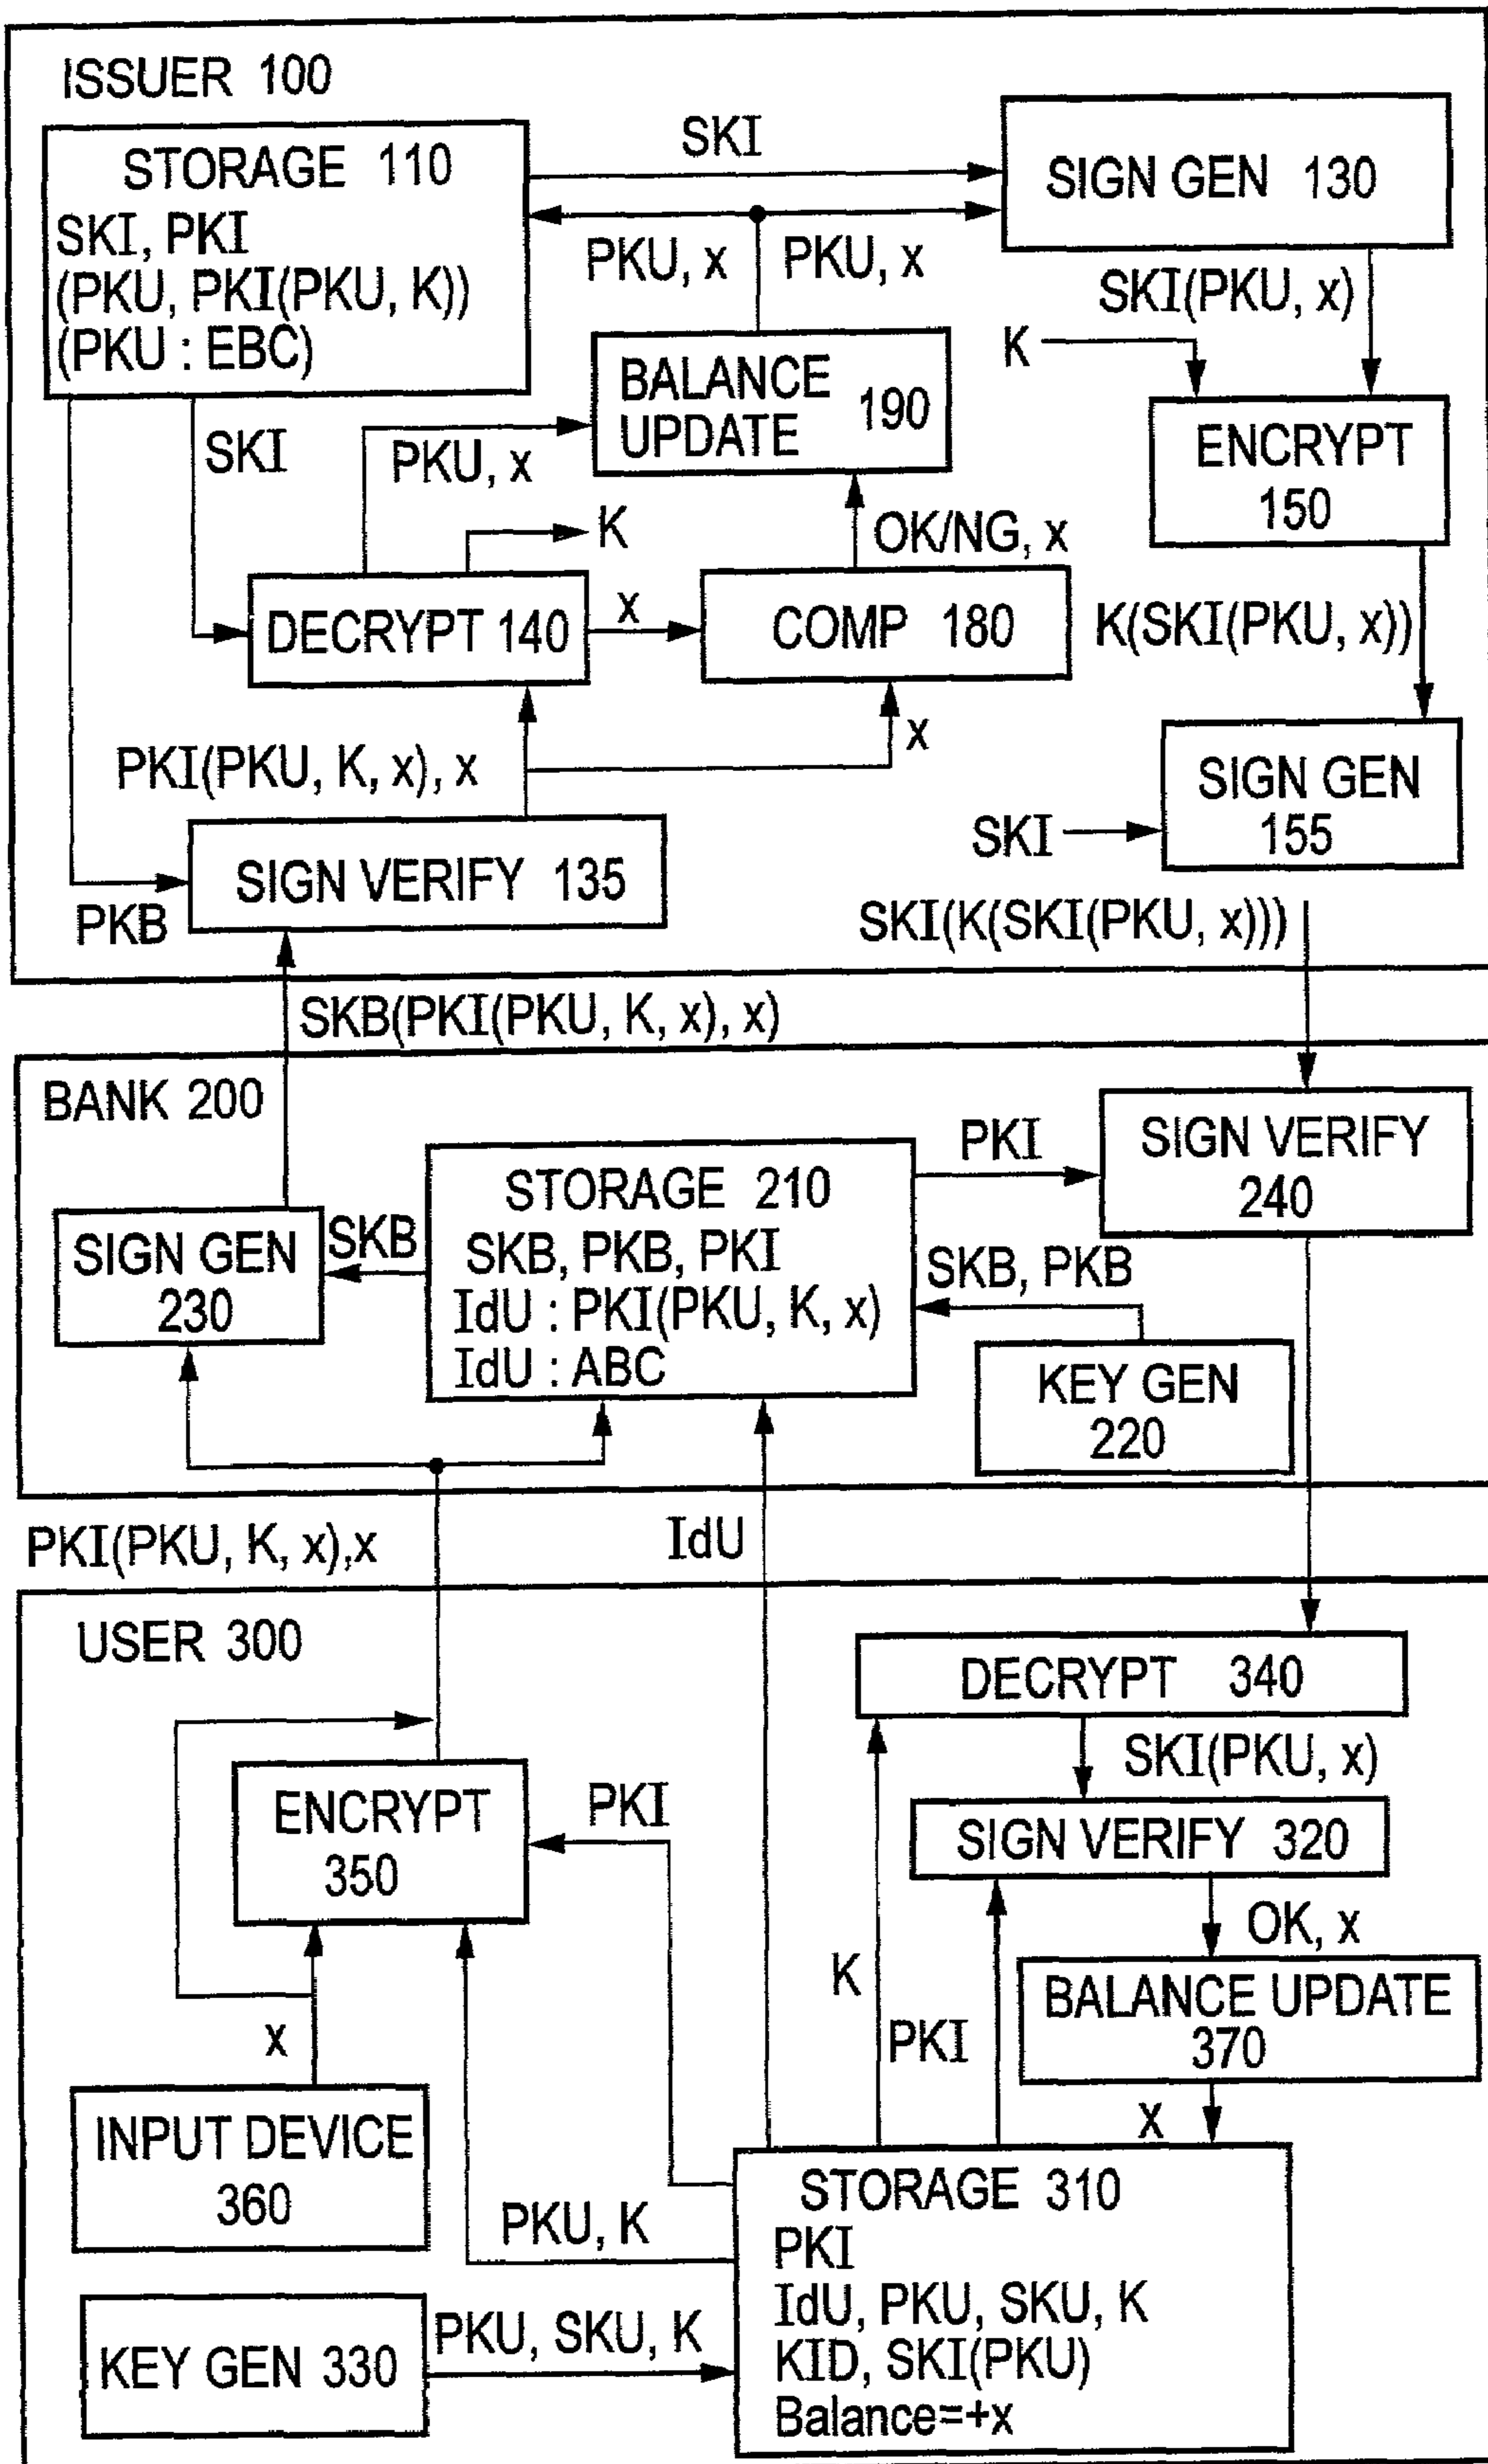 ISSUER 100
STORAGE 110
SKI, PKI
(PKU, PKI(PKU, K))
(PKU : EBC)
SKI
SIGN GEN 130
PKU, x
PKU, x
SKI(PKU, x)
K
BALANCE
UPDATE
190
ENCRYPT
150
SKI
PKU, x
K
OK/NG, x
DECRYPT 140
x
COMP 180
K(SKI(PKU, x))
PKI(PKU, K, x), x
x
SIGN GEN
155
SKI
SIGN VERIFY 135
PKB
SKI(K(SKI(PKU, x)))
SKB(PKI(PKU, K, x), x)
BANK 200
SIGN GEN
230
SKB
STORAGE 210
SKB, PKB, PKI
IdU : PKI(PKU, K, x)
IdU : ABC
PKI
SIGN VERIFY
240
SKB, PKB
KEY GEN
220
PKI(PKU, K, x),x
IdU
USER 300
DECRYPT 340
SKI(PKU, x)
ENCRYPT
350
PKI
SIGN VERIFY 320
OK, x
K
PKI
BALANCE UPDATE
370
x
x
INPUT DEVICE
360
PKU, K
KEY GEN 330
PKU, SKU, K
STORAGE 310
PKI
IdU, PKU, SKU, K
KID, SKI(PKU)
Balance=+x